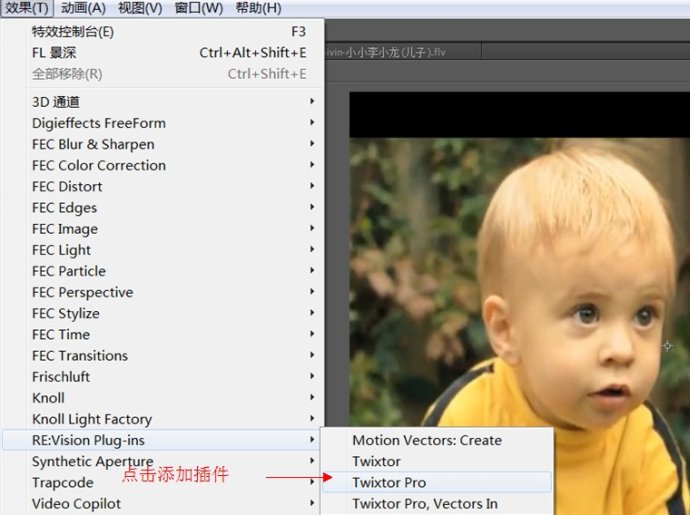 效果(T) 动画(A) 视图(V) 窗口(W) 帮助(H)
特效控制台(E) F3
FL 景深 Ctrl+Alt+Shift+E
全部移除(R) Ctrl+Shift+E
小小李小龙(儿子).flv
3D 通道
Digieffects FreeForm
FEC Blur & Sharpen
FEC Color Correction
FEC Distort
FEC Edges
FEC Image
FEC Light
FEC Particle
FEC Perspective
FEC Stylize
FEC Time
FEC Transitions
Frischluft
Knoll
Knoll Light Factory
RE:Vision Plug-ins
Synthetic Aperture
Trapcode
Video Copilot
Motion Vectors: Create
Twixtor
Twixtor Pro
Twixtor Pro, Vectors In
点击添加插件